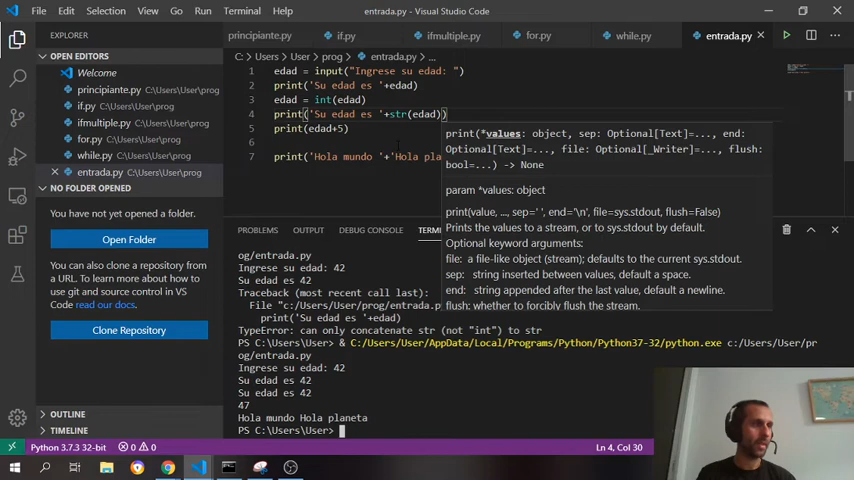 File Edit Selection View Go Run Terminal Help entrada.py - Visual Studio Code
EXPLORER
OPEN EDITORS
Welcome
principiante.py C:\Users\User\prog
if.py C:\Users\User\prog
ifmultiple.py C:\Users\User\prog
for.py C:\Users\User\prog
while.py C:\Users\User\prog
entrada.py C:\Users\User\prog
NO FOLDER OPENED
You have not yet opened a folder.
Open Folder
You can also clone a repository
from a URL. To learn more about how to
use git and source control in VS
Code read our docs.
Clone Repository
OUTLINE
TIMELINE
principiante.py if.py ifmultiple.py for.py while.py entrada.py
C: > Users > User > prog > entrada.py > ...
1 edad = input("Ingrese su edad: ")
2 print('Su edad es '+edad)
3 edad = int(edad)
4 print('Su edad es '+str(edad))
5 print(edad+5)
6
7 print('Hola mundo '+'Hola pla
print(*values: object, sep: Optional[Text]=..., end:
Optional[Text]=..., file: Optional[_Writer]=..., flush:
bool=...) -> None
param *values: object
print(value, ..., sep=' ', end='\n', file=sys.stdout, flush=False)
Prints the values to a stream, or to sys.stdout by default.
Optional keyword arguments:
file: a file-like object (stream); defaults to the current sys.stdout.
sep: string inserted between values, default a space.
end: string appended after the last value, default a newline.
flush: whether to forcibly flush the stream.
PROBLEMS OUTPUT DEBUG CONSOLE
og/entrada.py
Ingrese su edad: 42
Su edad es 42
Traceback (most recent call last):
File "c:/Users/User/prog/entrad
print('Su edad es '+edad)
TypeError: can only concatenate str (not "int") to str
PS C:\Users\User> & C:/Users/User/AppData/Local/Programs/Python/Python37-32/python.exe c:/Users/User/pr
og/entrada.py
Ingrese su edad: 42
Su edad es 42
Su edad es 42
47
Hola mundo Hola planeta
PS C:\Users\User>
Python 3.7.3 32-bit 0 0 Ln 4, Col 30